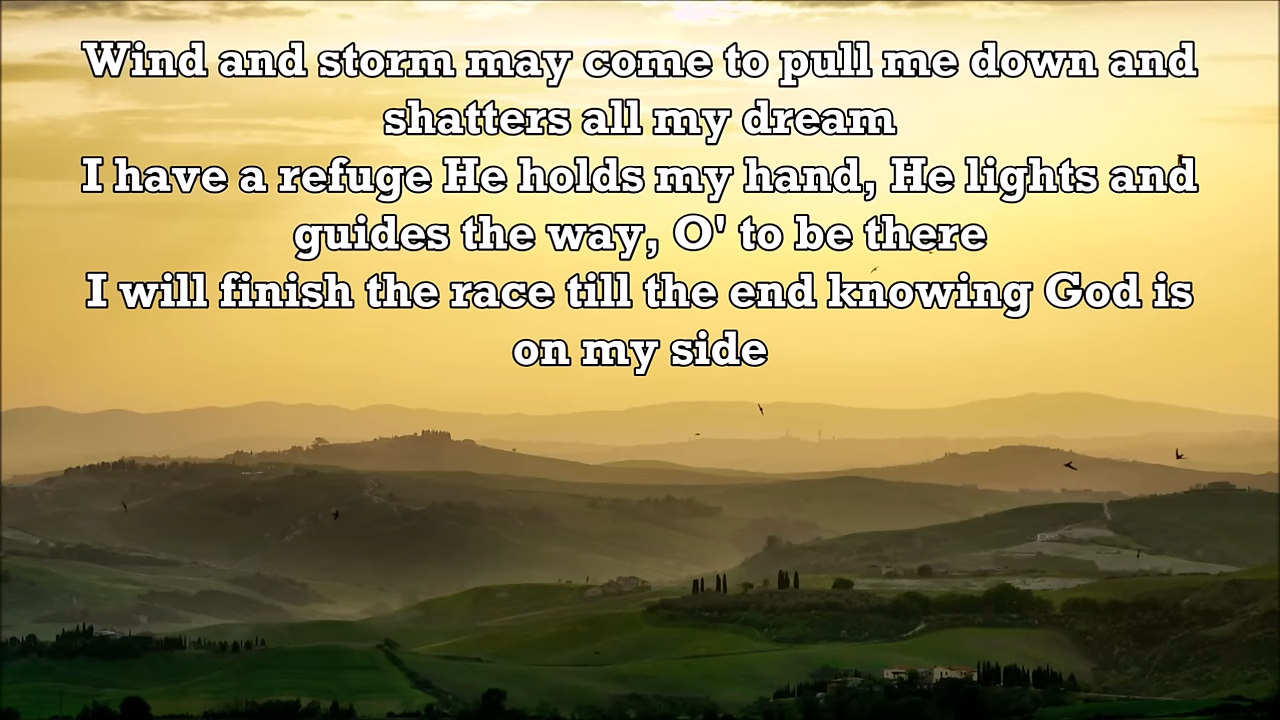 Wind and storm may come to pull me down and
shatters all my dream
I have a refuge He holds my hand, He lights and
guides the way, O' to be there
I will finish the race till the end knowing God is
on my side